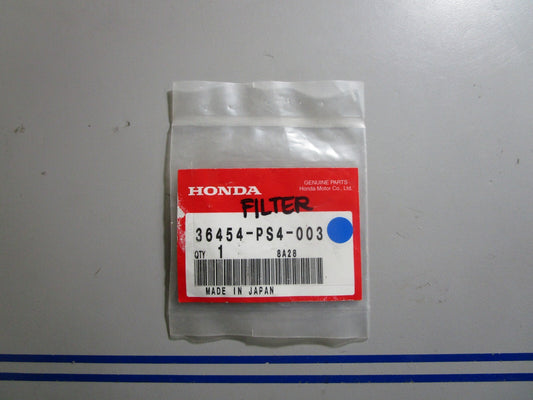 GENUINE PARTS
Honda Motor Co., Ltd.
HONDA
FILTER
36454-PS4-003
QTY 1 8A28
MADE IN JAPAN